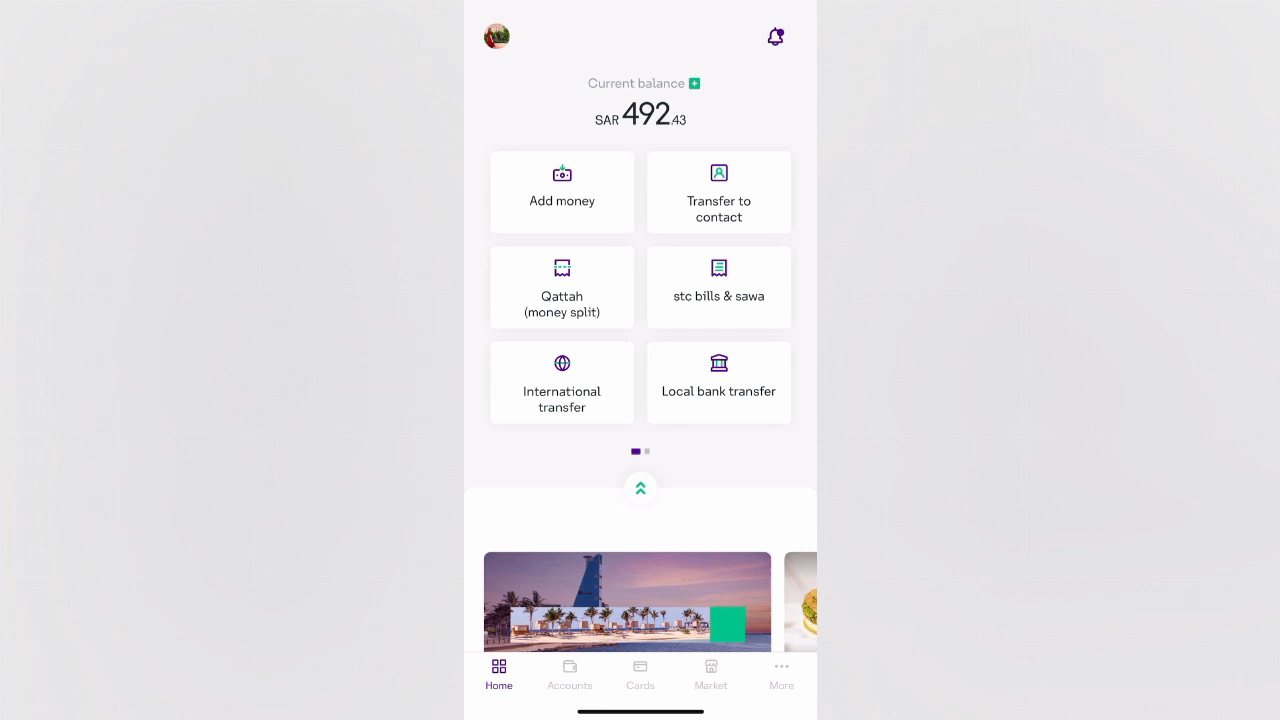 Current balance
SAR 492.43
Add money
Transfer to
contact
Qattah
(money split)
stc bills & sawa
International
transfer
Local bank transfer
Home
Accounts
Cards
Market
More